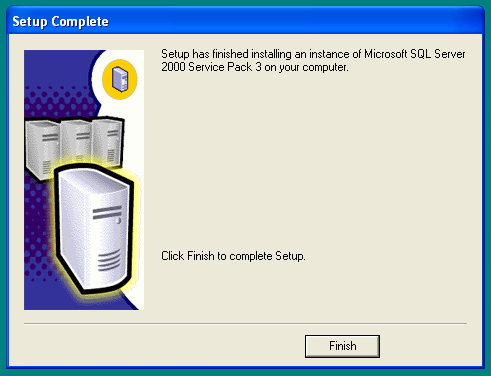 Setup Complete
Setup has finished installing an instance of Microsoft SQL Server
2000 Service Pack 3 on your computer.
Click Finish to complete Setup.
Finish